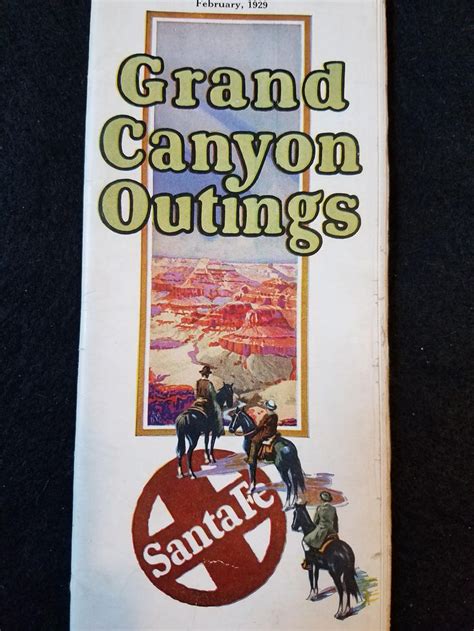 February, 1929
Grand
Canyon
Outings
Santa Fe